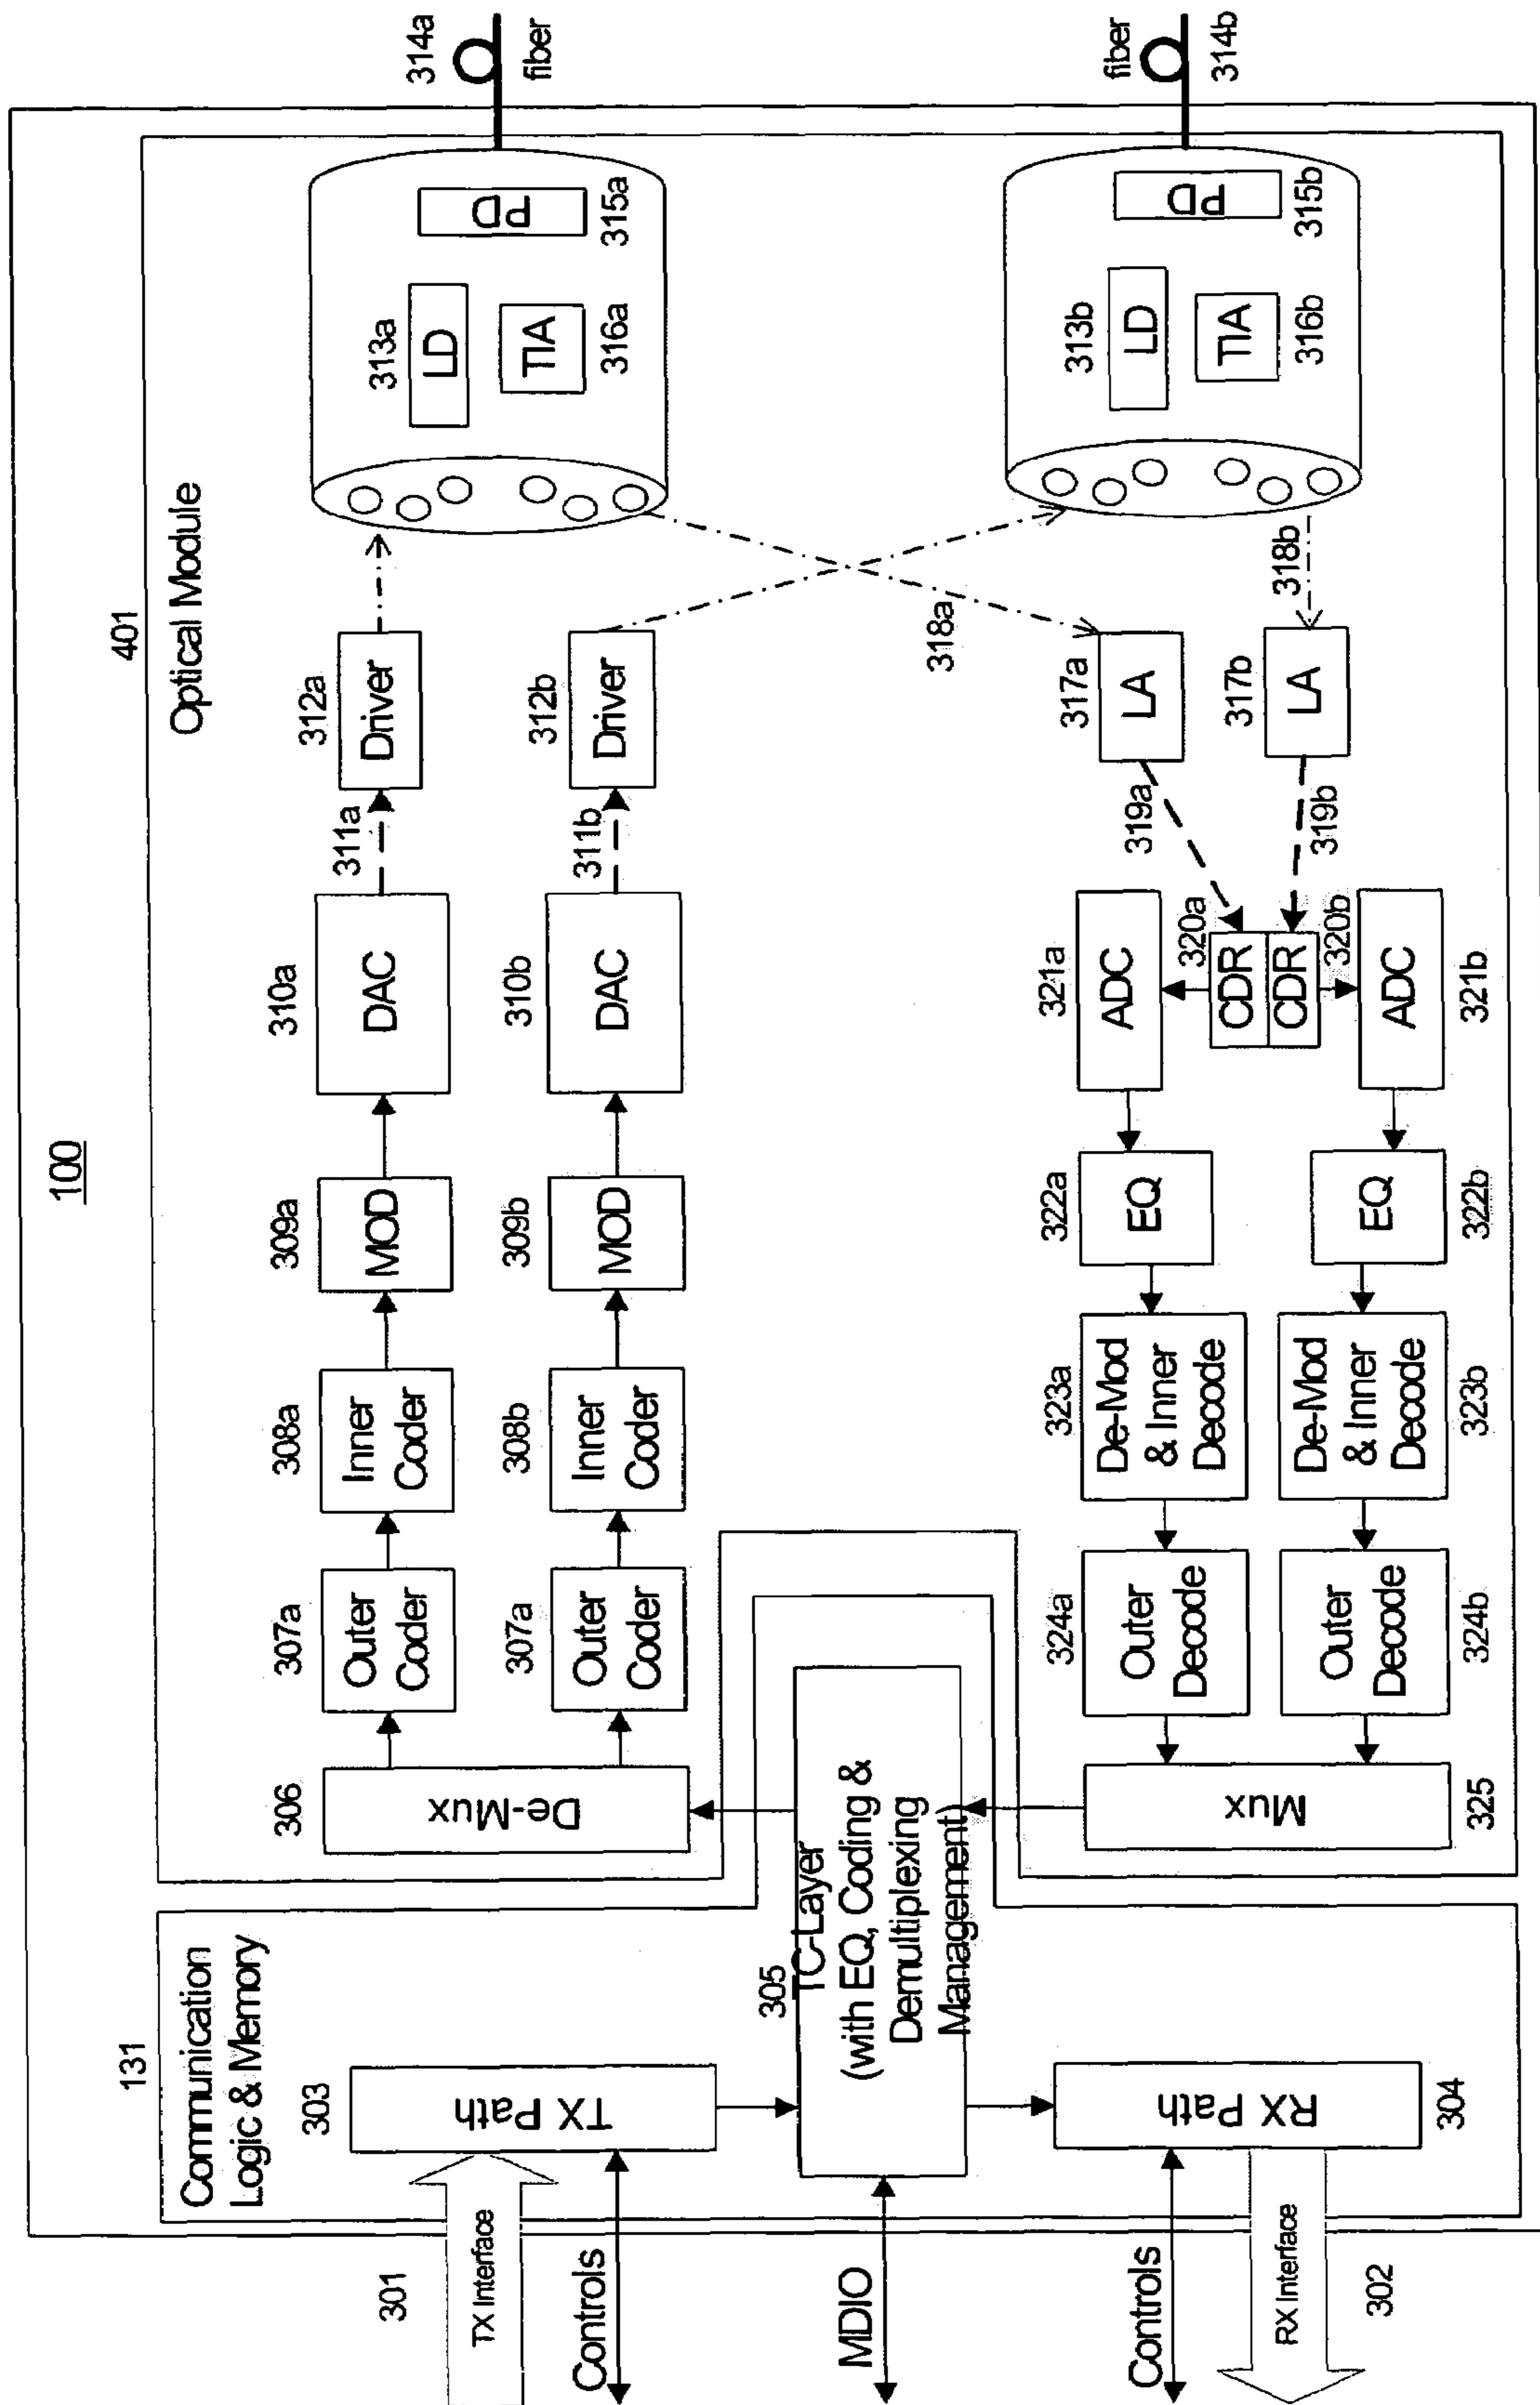 100
401
Optical Module
131
Communication
Logic & Memory
301
TX Interface
Controls
MDIO
Controls
RX Interface
302
303
TX Path
RX Path
304
305
TC-Layer
(with EQ, Coding &
Demultiplexing
Management
306
De-Mux
307a
Outer
Coder
308a
Inner
Coder
309a
MOD
310a
DAC
311a
312a
Driver
307a
Outer
Coder
308b
Inner
Coder
309b
MOD
310b
DAC
311b
312b
Driver
313a
LD
TIA
316a
PD
315a
314a
fiber
313b
LD
TIA
316b
PD
315b
fiber
314b
318a
318b
317a
LA
317b
LA
319a
319b
320a
CDR
CDR
320b
321a
ADC
ADC
321b
322a
EQ
EQ
322b
323a
De-Mod
& Inner
Decode
De-Mod
& Inner
Decode
323b
324a
Outer
Decode
Outer
Decode
324b
Mux
325